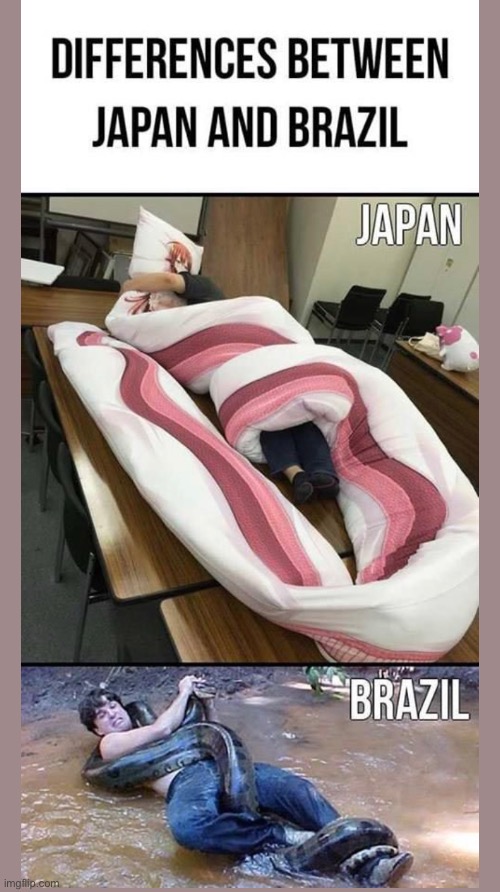 DIFFERENCES BETWEEN
JAPAN AND BRAZIL
JAPAN
BRAZIL
imgflip.com